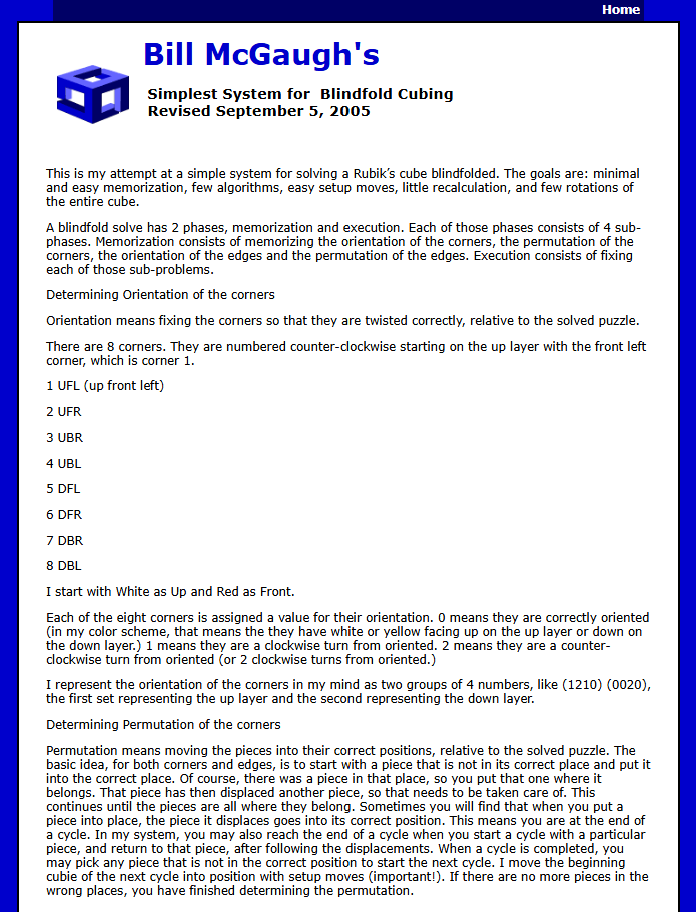 Home
Bill McGaugh's
Simplest System for  Blindfold Cubing
Revised September 5, 2005
This is my attempt at a simple system for solving a Rubik’s cube blindfolded. The goals are: minimal
and easy memorization, few algorithms, easy setup moves, little recalculation, and few rotations of
the entire cube.
A blindfold solve has 2 phases, memorization and execution. Each of those phases consists of 4 sub-
phases. Memorization consists of memorizing the orientation of the corners, the permutation of the
corners, the orientation of the edges and the permutation of the edges. Execution consists of fixing
each of those sub-problems.
Determining Orientation of the corners
Orientation means fixing the corners so that they are twisted correctly, relative to the solved puzzle.
There are 8 corners. They are numbered counter-clockwise starting on the up layer with the front left
corner, which is corner 1.
1 UFL (up front left)
2 UFR
3 UBR
4 UBL
5 DFL
6 DFR
7 DBR
8 DBL
I start with White as Up and Red as Front.
Each of the eight corners is assigned a value for their orientation. 0 means they are correctly oriented
(in my color scheme, that means the they have white or yellow facing up on the up layer or down on
the down layer.) 1 means they are a clockwise turn from oriented. 2 means they are a counter-
clockwise turn from oriented (or 2 clockwise turns from oriented.)
I represent the orientation of the corners in my mind as two groups of 4 numbers, like (1210) (0020),
the first set representing the up layer and the second representing the down layer.
Determining Permutation of the corners
Permutation means moving the pieces into their correct positions, relative to the solved puzzle. The
basic idea, for both corners and edges, is to start with a piece that is not in its correct place and put it
into the correct place. Of course, there was a piece in that place, so you put that one where it
belongs. That piece has then displaced another piece, so that needs to be taken care of. This
continues until the pieces are all where they belong. Sometimes you will find that when you put a
piece into place, the piece it displaces goes into its correct position. This means you are at the end of
a cycle. In my system, you may also reach the end of a cycle when you start a cycle with a particular
piece, and return to that piece, after following the displacements. When a cycle is completed, you
may pick any piece that is not in the correct position to start the next cycle. I move the beginning
cubie of the next cycle into position with setup moves (important!). If there are no more pieces in the
wrong places, you have finished determining the permutation.